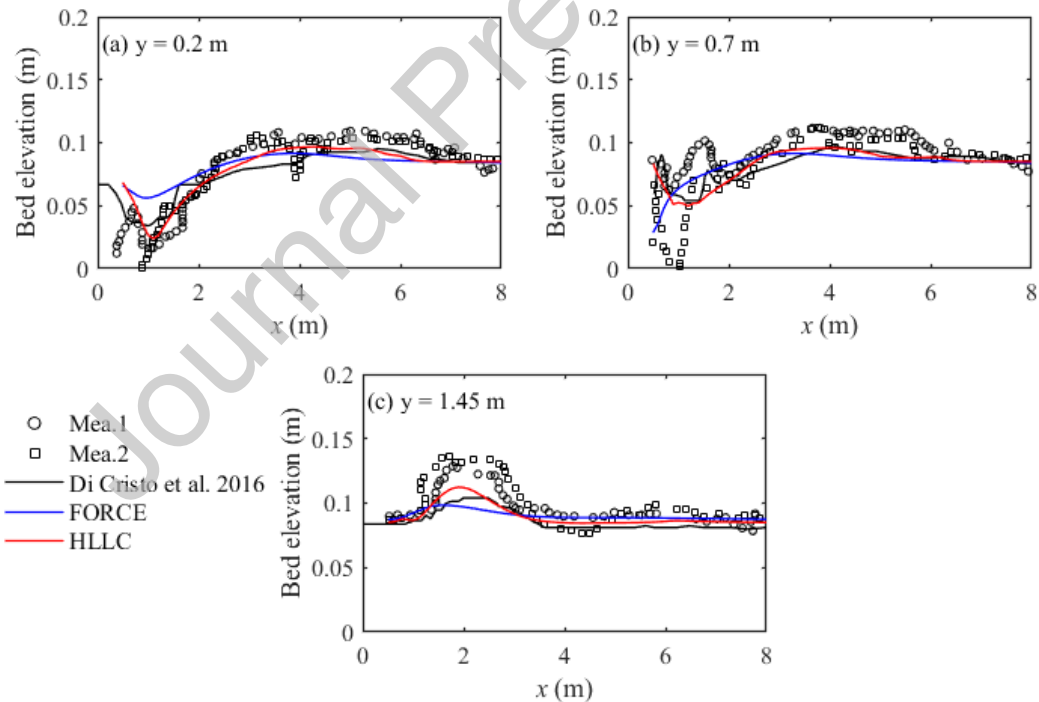 0.2
0.15
0.1
0.05
0
Bed elevation (m)
(a) y = 0.2 m
0 2 4 6 8
x (m)
0.2
0.15
0.1
0.05
0
Bed elevation (m)
(b) y = 0.7 m
0 2 4 6 8
x (m)
Mea.1
Mea.2
Di Cristo et al. 2016
FORCE
HLLC
0.2
0.15
0.1
0.05
0
Bed elevation (m)
(c) y = 1.45 m
0 2 4 6 8
x (m)
Journal Pre